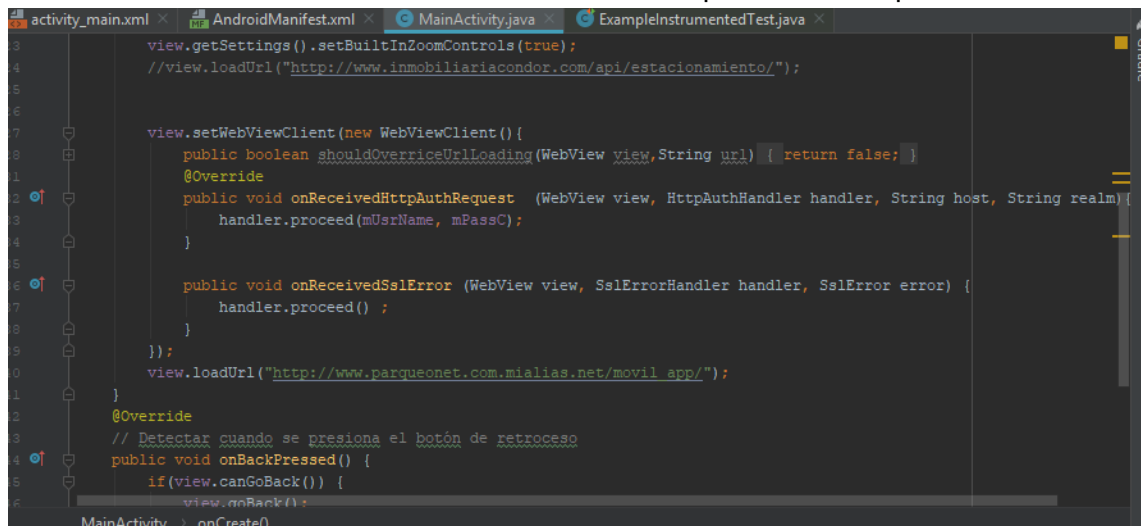 activity_main.xml × AndroidManifest.xml × MainActivity.java × ExampleInstrumentedTest.java ×
view.getSettings().setBuiltInZoomControls(true);
//view.loadUrl("http://www.inmobiliariacondor.com/api/estacionamiento/");
view.setWebViewClient(new WebViewClient(){
public boolean shouldOverriceUrlLoading(WebView view,String url) { return false; }
@Override
public void onReceivedHttpAuthRequest (WebView view, HttpAuthHandler handler, String host, String realm){
handler.proceed(mUsrName, mPassC);
}
public void onReceivedSslError (WebView view, SslErrorHandler handler, SslError error) {
handler.proceed() ;
}
});
view.loadUrl("http://www.parqueonet.com.mialias.net/movil_app/");
}
@Override
// Detectar cuando se presiona el botón de retroceso
public void onBackPressed() {
if(view.canGoBack()) {
view.goBack();
MainActivity > onCreate()